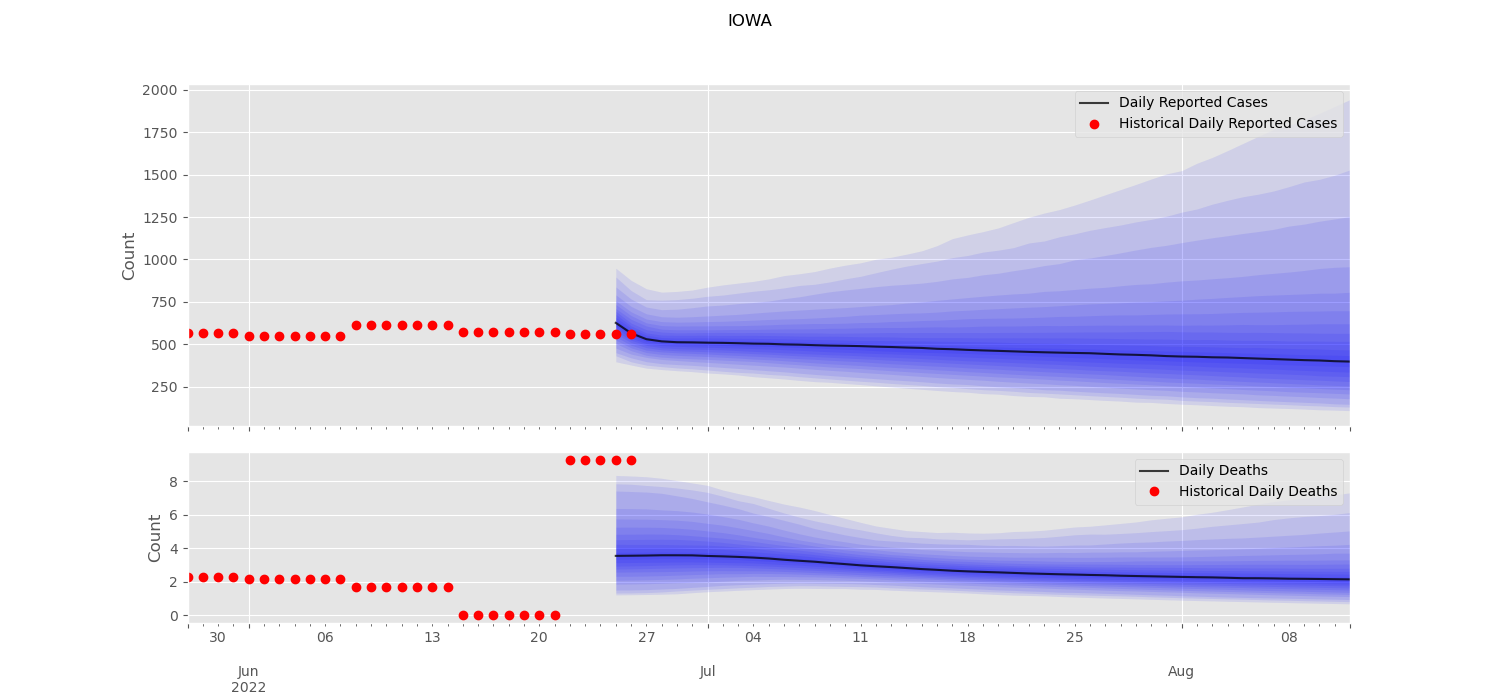 IOWA
Count
2000
1750
1500
1250
1000
750
500
250
Daily Reported Cases
Historical Daily Reported Cases
Count
8
6
4
2
0
Daily Deaths
Historical Daily Deaths
30 06 13 20 27 04 11 18 25 08
Jun Jul Aug
2022